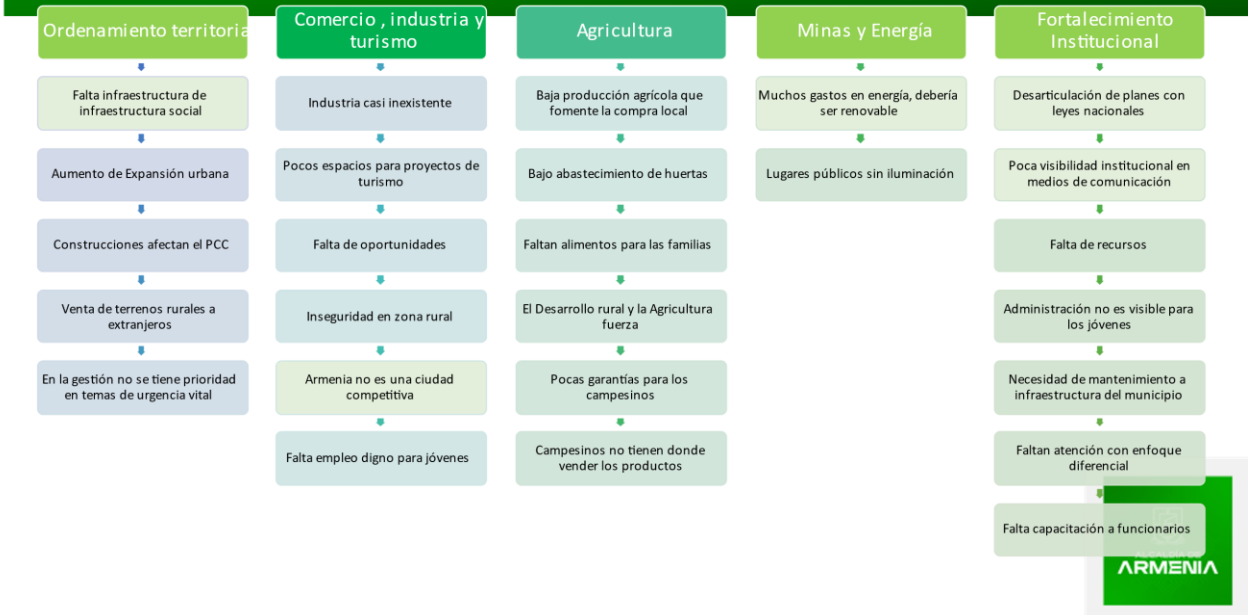 Ordenamiento territoria
Falta infraestructura de
infraestructura social
Aumento de Expansión urbana
Construcciones afectan el PCC
Venta de terrenos rurales a
extranjeros
En la gestión no se tiene prioridad
en temas de urgencia vital
Comercio , industria y
turismo
Industria casi inexistente
Pocos espacios para proyectos de
turismo
Falta de oportunidades
Inseguridad en zona rural
Armenia no es una ciudad
competitiva
Falta empleo digno para jóvenes
Agricultura
Baja producción agrícola que
fomente la compra local
Bajo abastecimiento de huertas
Faltan alimentos para las familias
El Desarrollo rural y la Agricultura
fuerza
Pocas garantías para los
campesinos
Campesinos no tienen donde
vender los productos
Minas y Energía
Muchos gastos en energía, debería
ser renovable
Lugares públicos sin iluminación
Fortalecimiento
Institucional
Desarticulación de planes con
leyes nacionales
Poca visibilidad institucional en
medios de comunicación
Falta de recursos
Administración no es visible para
los jóvenes
Necesidad de mantenimiento a
infraestructura del municipio
Faltan atención con enfoque
diferencial
Falta capacitación a funcionarios
ALCALDÍA DE
ARMENIA